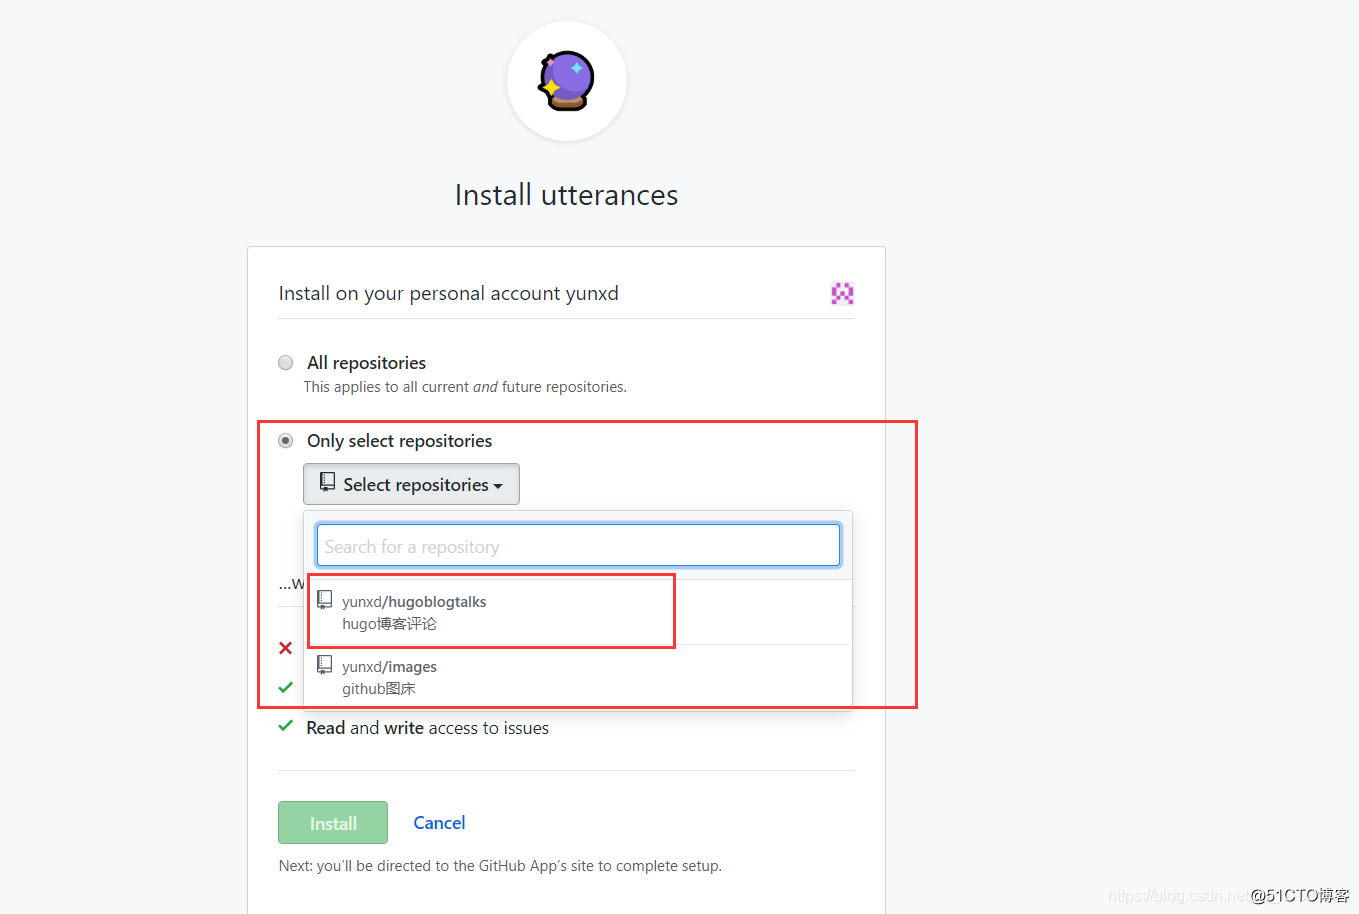 Install utterances
Install on your personal account yunxd
All repositories
This applies to all current and future repositories.
Only select repositories
Select repositories
Search for a repository
...w
yunxd/hugoblogtalks
hugo博客评论
yunxd/images
github图床
Read and write access to issues
Install Cancel
Next: you'll be directed to the GitHub App's site to complete setup.
https://blog.csdn.net @51CTO博客